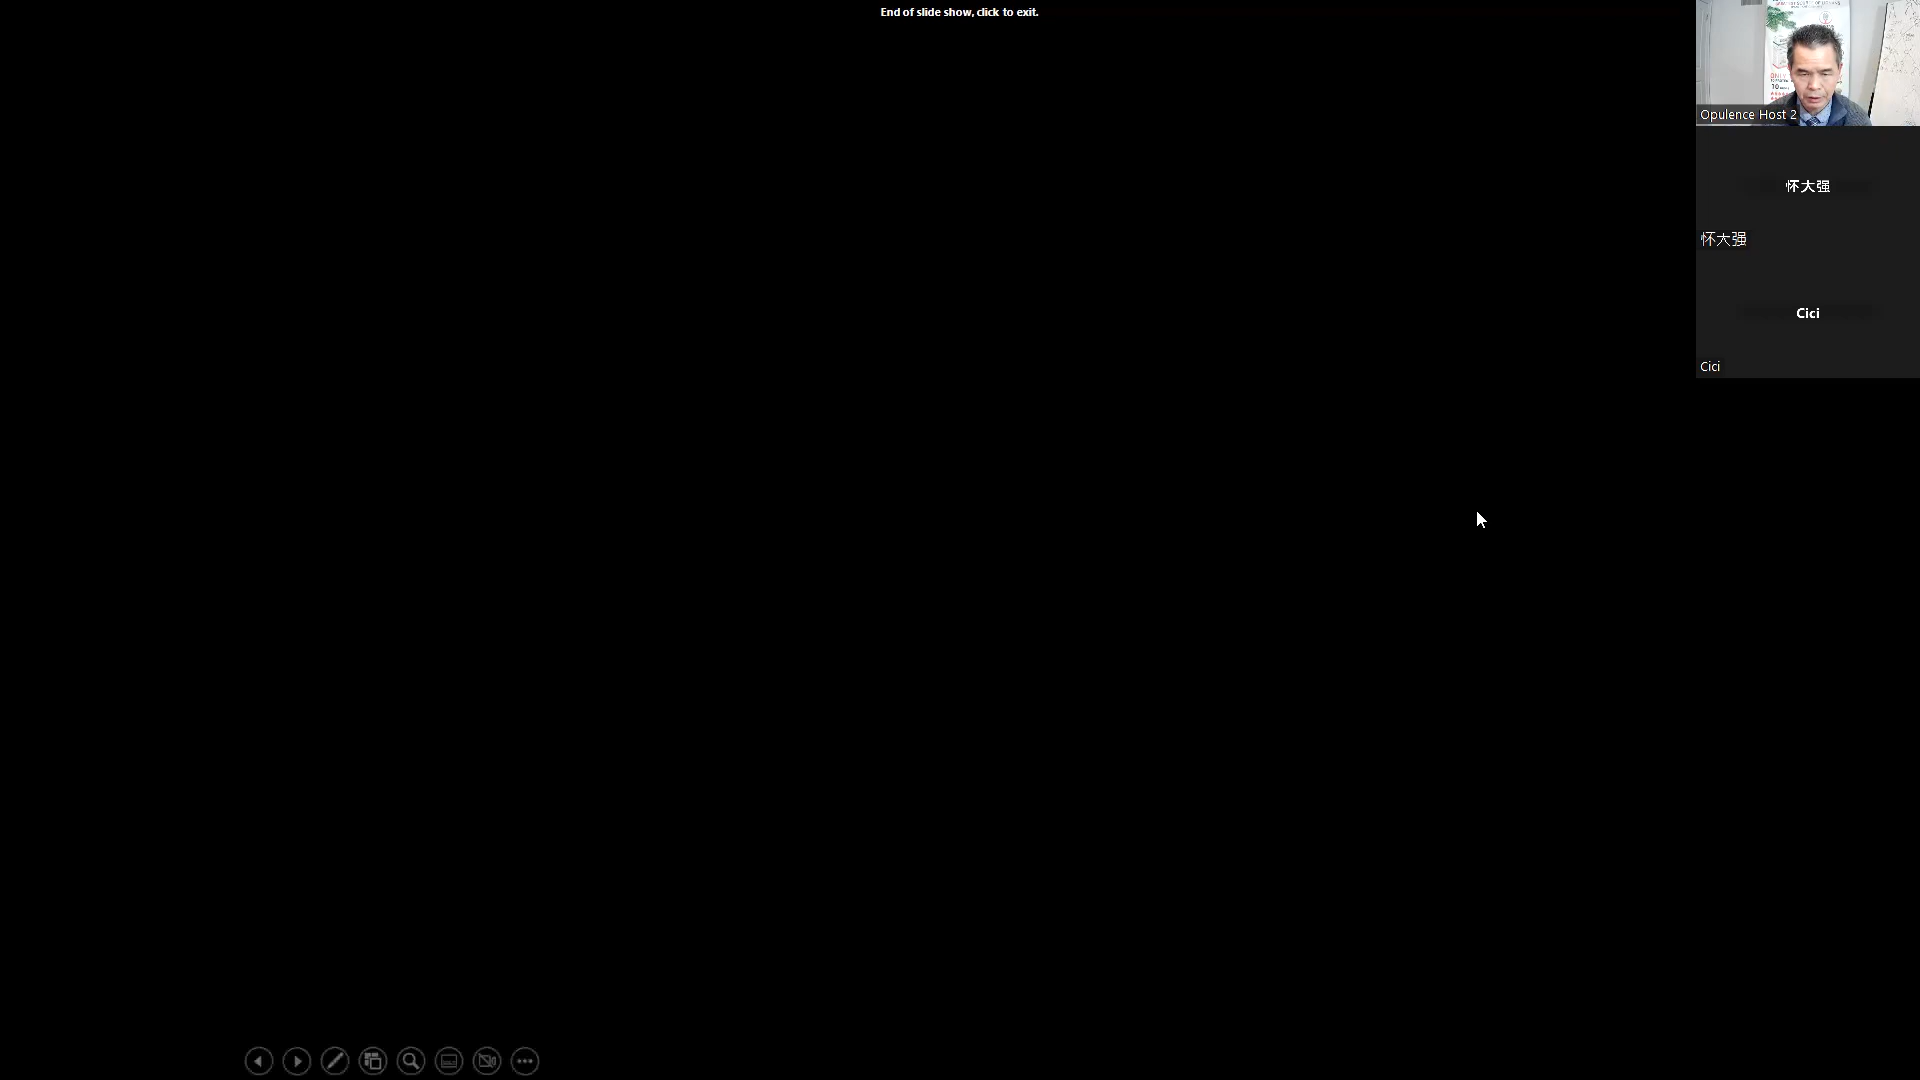 End of slide show, click to exit.
Opulence Host 2
怀大强
怀大强
Cici
Cici